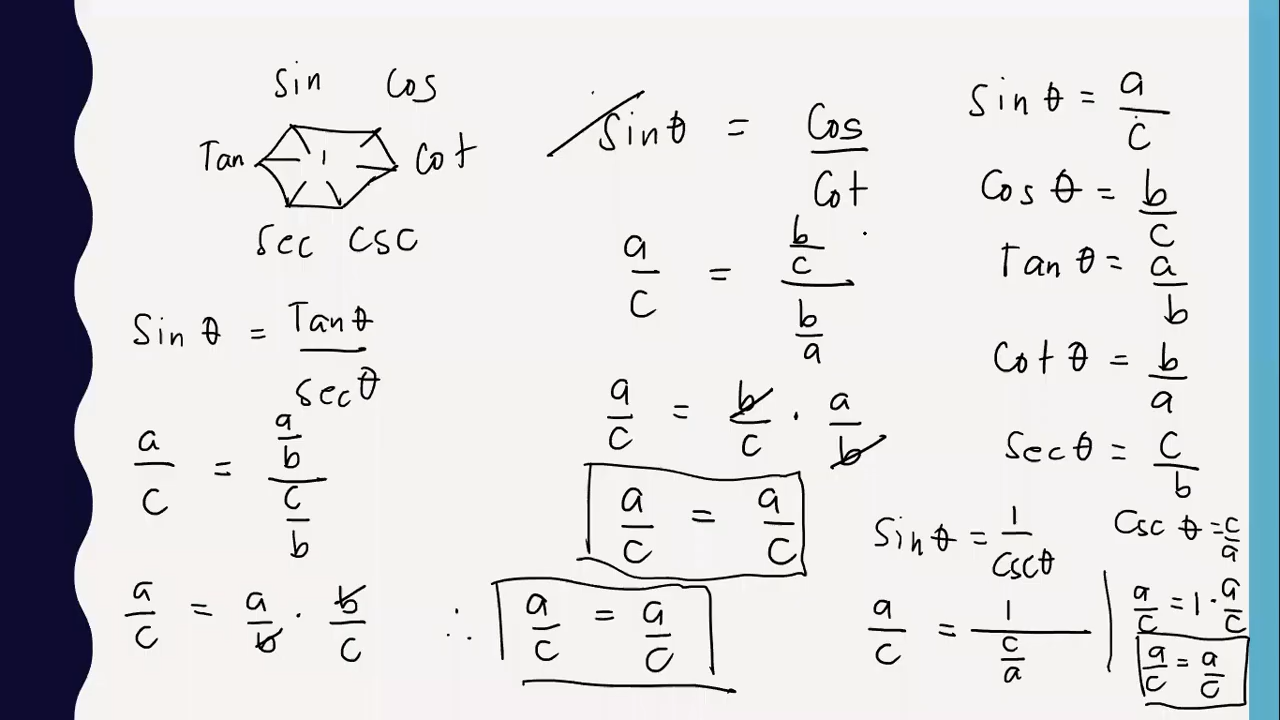 Sin Cos
Tan 1 Cot
Sec CSC
Sin θ = Tan θ / Sec θ
a/c = (a/b) / (c/b)
a/c = a/b · b/c
∴ a/c = a/c
Sin θ = Cos / Cot
a/c = (b/c) / (b/a)
a/c = b/c · a/b
a/c = a/c
Sin θ = a/c
Cos θ = b/c
Tan θ = a/b
Cot θ = b/a
Sec θ = c/b
Csc θ = c/a
Sin θ = 1 / CSC θ
a/c = 1 / (c/a)
a/c = 1 · a/c
a/c = a/c